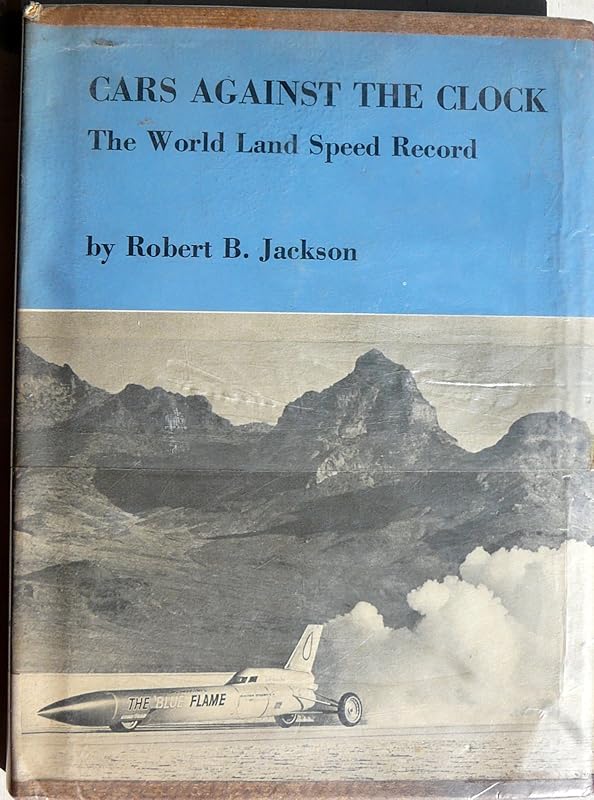 CARS AGAINST THE CLOCK
The World Land Speed Record
by Robert B. Jackson
THE BLUE FLAME